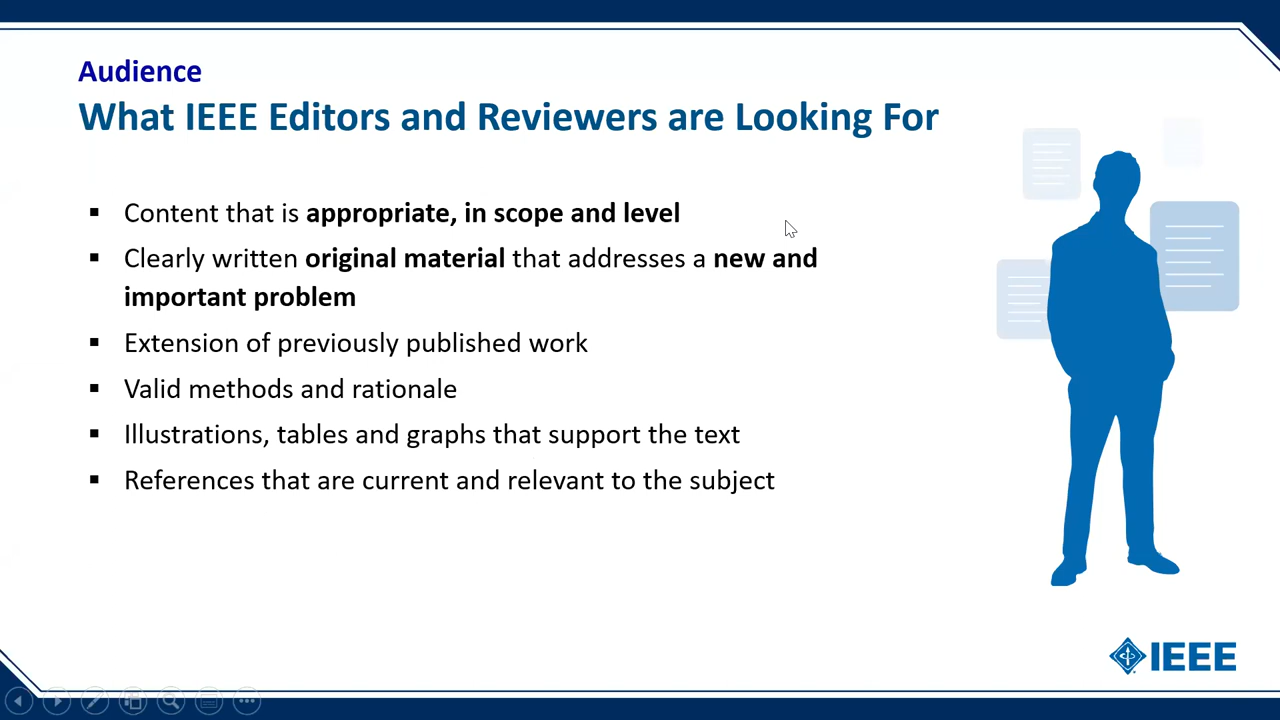 Audience
What IEEE Editors and Reviewers are Looking For
▪ Content that is appropriate, in scope and level
▪ Clearly written original material that addresses a new and
important problem
▪ Extension of previously published work
▪ Valid methods and rationale
▪ Illustrations, tables and graphs that support the text
▪ References that are current and relevant to the subject
IEEE